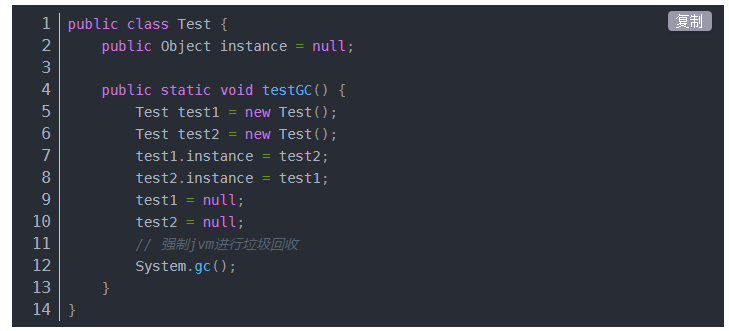 复制
1 public class Test {
2     public Object instance = null;
3
4     public static void testGC() {
5         Test test1 = new Test();
6         Test test2 = new Test();
7         test1.instance = test2;
8         test2.instance = test1;
9         test1 = null;
10         test2 = null;
11         // 强制jvm进行垃圾回收
12         System.gc();
13     }
14 }